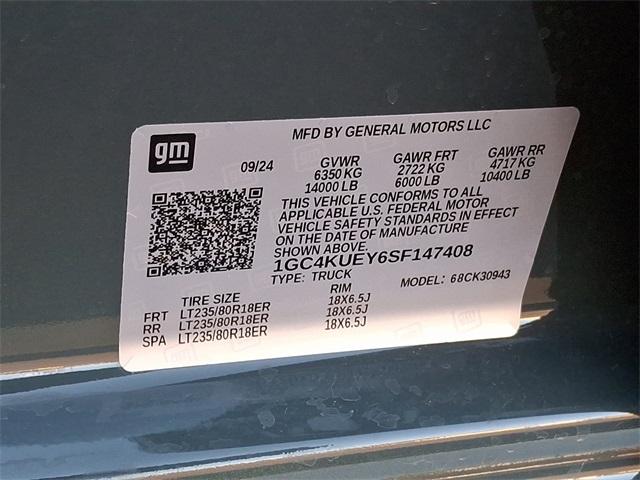 MFD BY GENERAL MOTORS LLC
gm
09/24
GVWR GAWR FRT GAWR RR
6350 KG 2722 KG 4717 KG
14000 LB 6000 LB 10400 LB
THIS VEHICLE CONFORMS TO ALL
APPLICABLE U.S. FEDERAL MOTOR
VEHICLE SAFETY STANDARDS IN EFFECT
ON THE DATE OF MANUFACTURE
SHOWN ABOVE.
1GC4KUEY6SF147408
TYPE: TRUCK MODEL: 68CK30943
TIRE SIZE RIM
FRT LT235/80R18ER 18X6.5J
RR LT235/80R18ER 18X6.5J
SPA LT235/80R18ER 18X6.5J